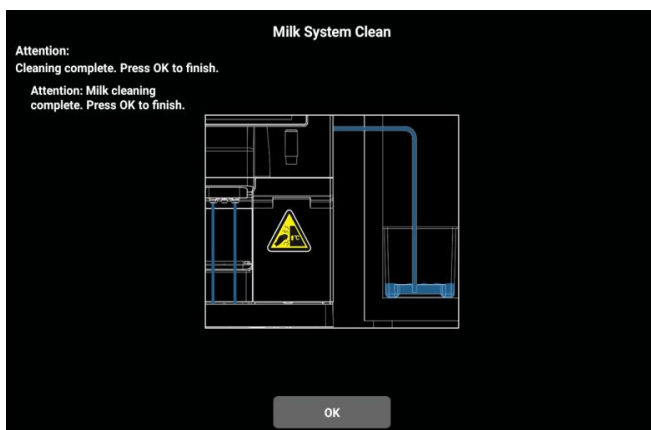 Milk System Clean
Attention:
Cleaning complete. Press OK to finish.
Attention: Milk cleaning
complete. Press OK to finish.
OK